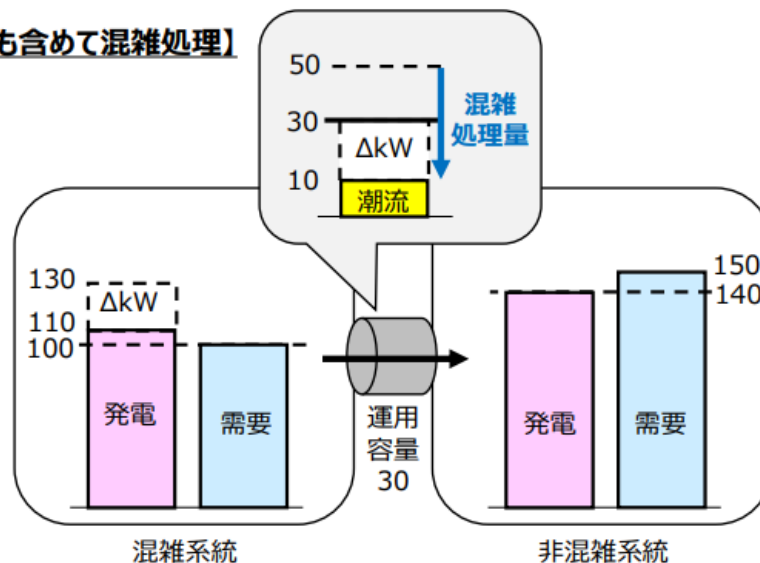 も含めて混雑処理】
50
30
10
混雑
処理量
ΔkW
潮流
130
110
100
ΔkW
発電
需要
運用
容量
30
150
140
発電
需要
混雑系統
非混雑系統